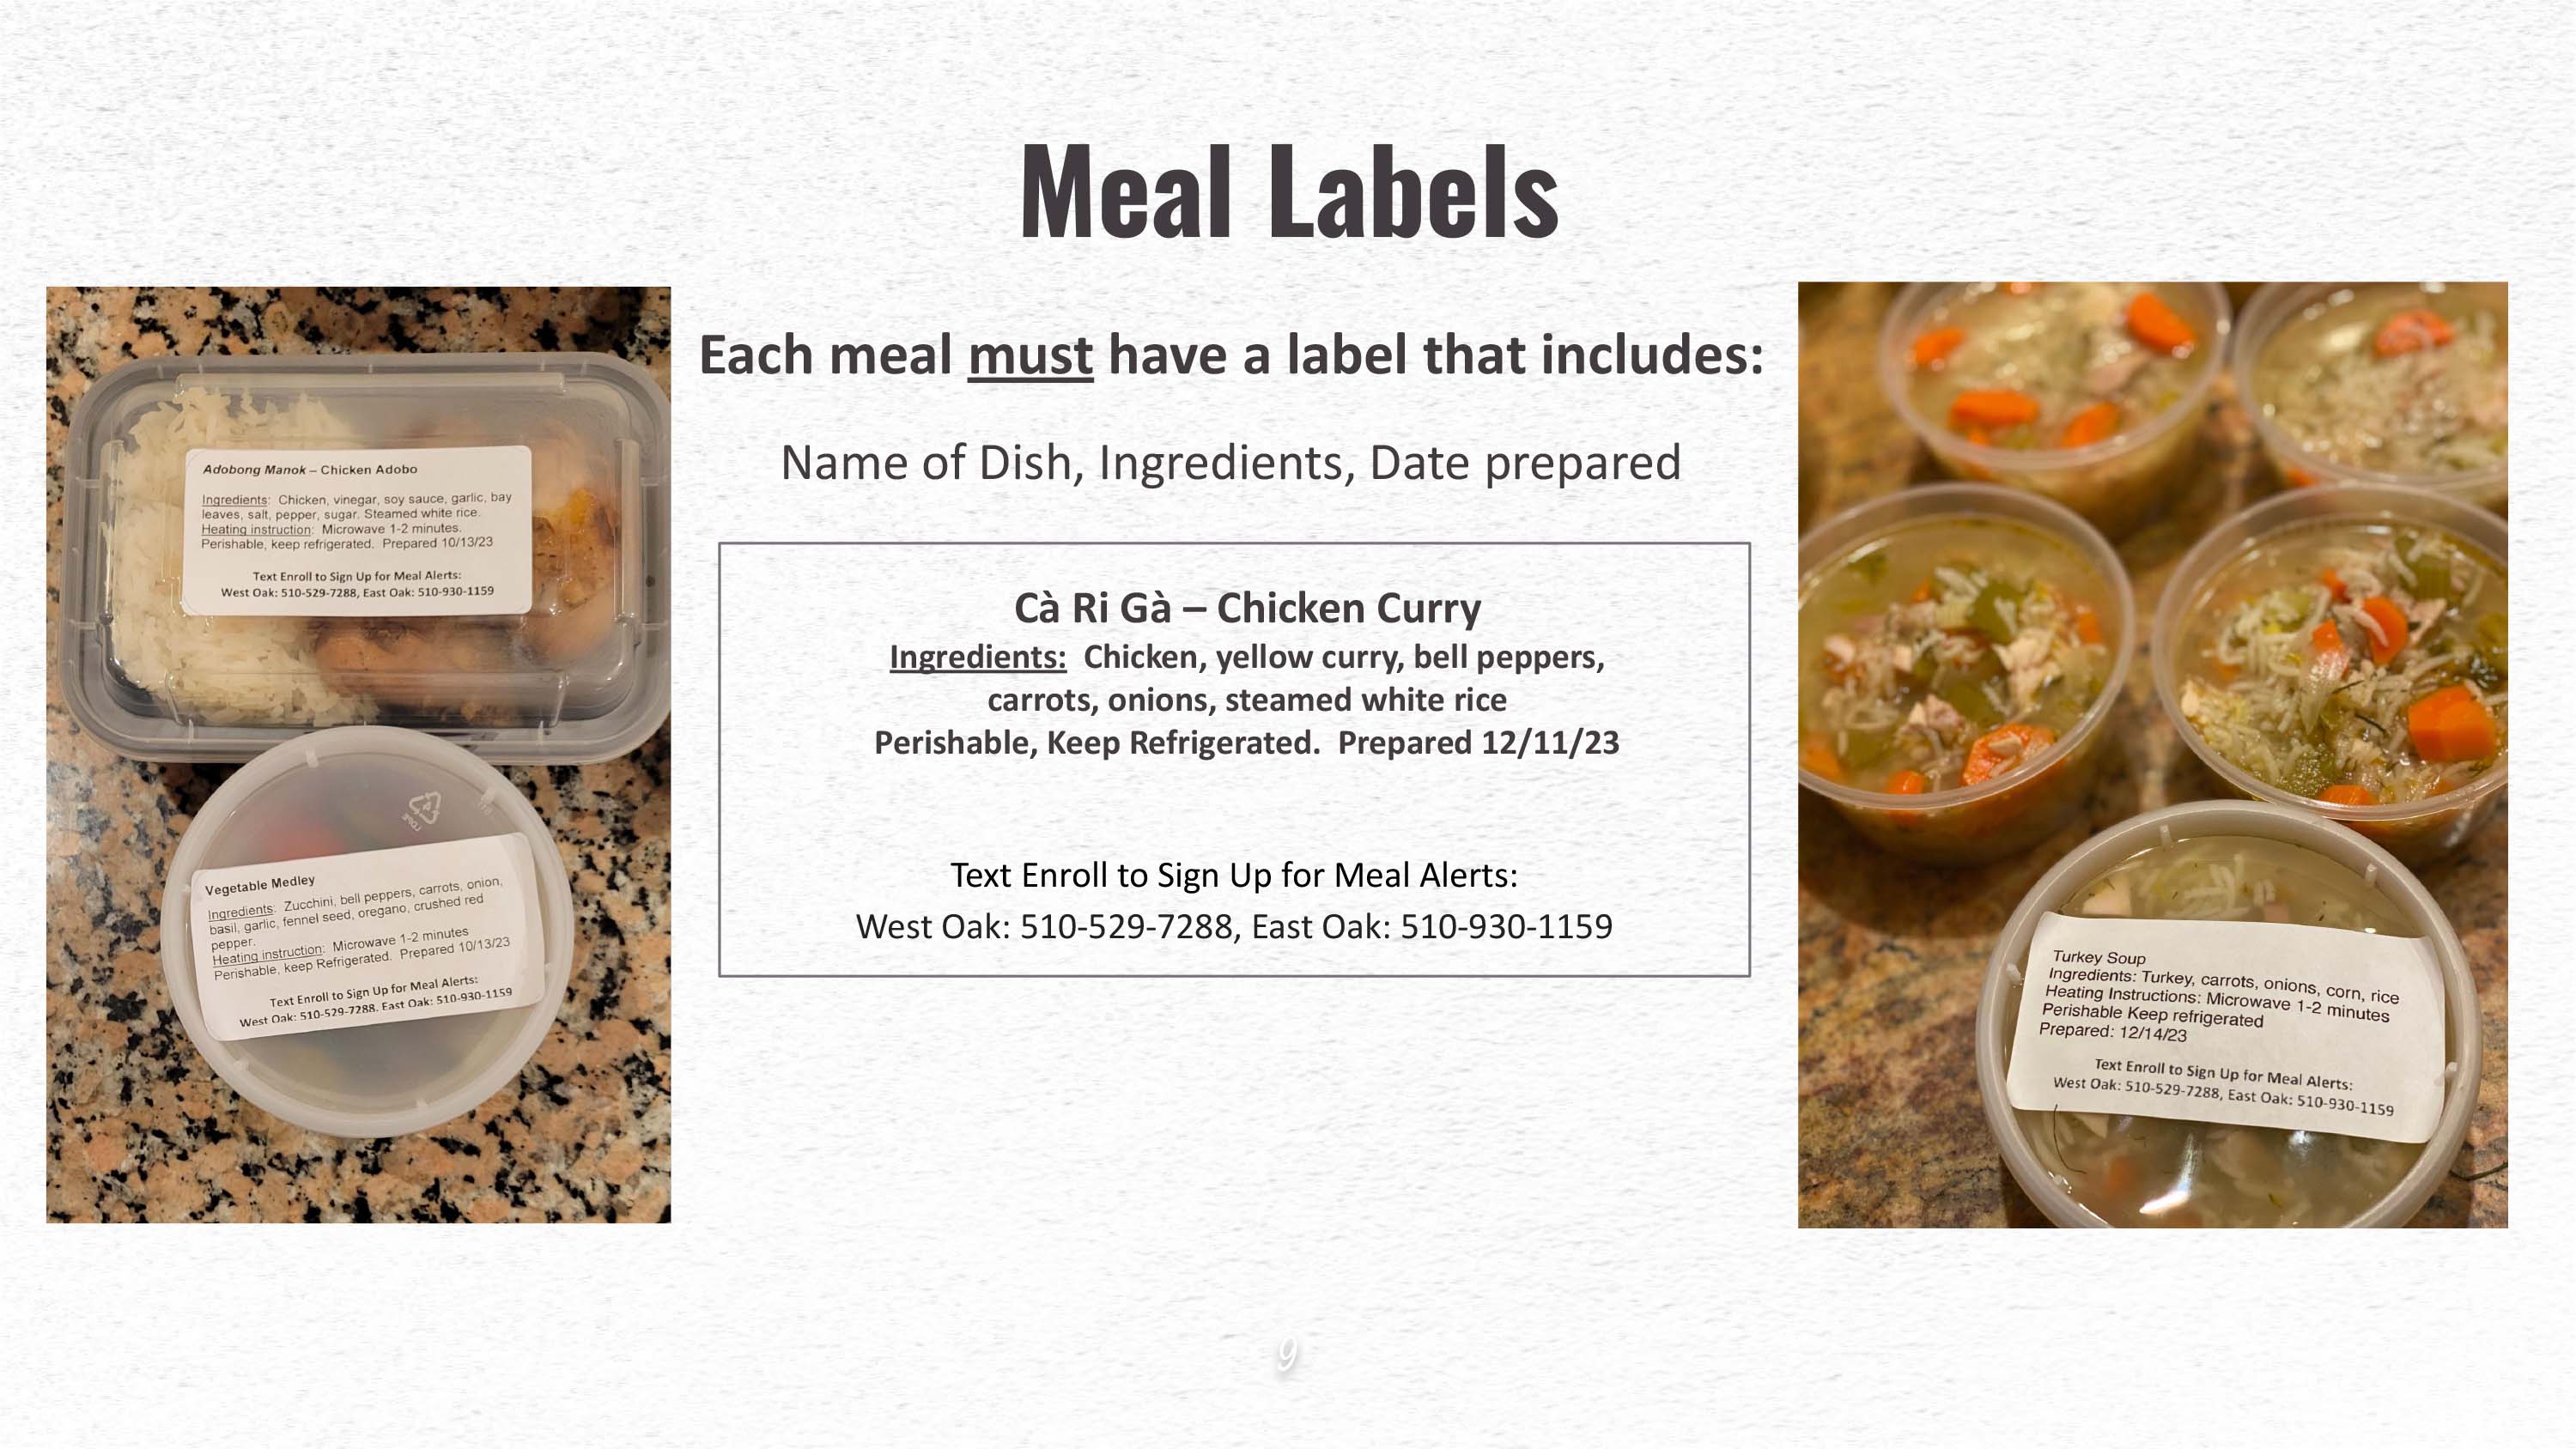 Meal Labels
Each meal must have a label that includes:
Name of Dish, Ingredients, Date prepared
Adobong Manok – Chicken Adobo
Ingredients: Chicken, vinegar, soy sauce, garlic, bay
leaves, salt, pepper, sugar. Steamed white rice.
Heating instruction: Microwave 1-2 minutes.
Perishable, keep refrigerated. Prepared 10/13/23
Text Enroll to Sign Up for Meal Alerts:
West Oak: 510-529-7288, East Oak: 510-930-1159
LDPE
Vegetable Medley
Ingredients: Zucchini, bell peppers, carrots, onion,
basil, garlic, fennel seed, oregano, crushed red
pepper.
Heating instruction: Microwave 1-2 minutes
Perishable, keep Refrigerated. Prepared 10/13/23
Text Enroll to Sign Up for Meal Alerts:
West Oak: 510-529-7288. East Oak: 510-930-1159
Cà Ri Gà – Chicken Curry
Ingredients: Chicken, yellow curry, bell peppers,
carrots, onions, steamed white rice
Perishable, Keep Refrigerated. Prepared 12/11/23
Text Enroll to Sign Up for Meal Alerts:
West Oak: 510-529-7288, East Oak: 510-930-1159
Turkey Soup
Ingredients: Turkey, carrots, onions, corn, rice
Heating Instructions: Microwave 1-2 minutes
Perishable Keep refrigerated
Prepared: 12/14/23
Text Enroll to Sign Up for Meal Alerts:
West Oak: 510-529-7288, East Oak: 510-930-1159
9